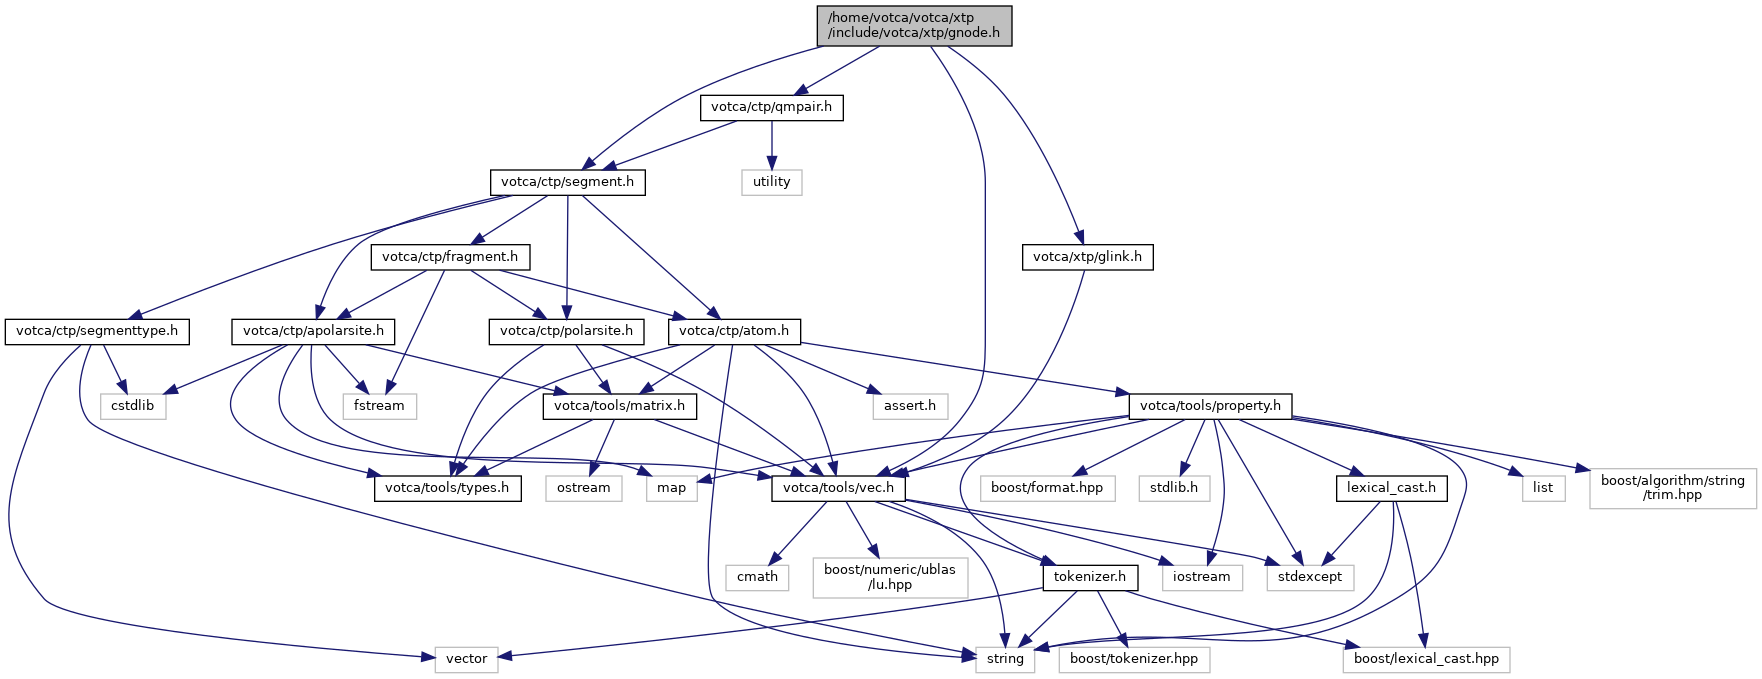 /home/votca/votca/xtp
/include/votca/xtp/gnode.h
votca/ctp/qmpair.h
votca/ctp/segment.h
utility
votca/ctp/fragment.h
votca/xtp/glink.h
votca/ctp/segmenttype.h
votca/ctp/apolarsite.h
votca/ctp/polarsite.h
votca/ctp/atom.h
cstdlib
fstream
votca/tools/matrix.h
assert.h
votca/tools/property.h
votca/tools/types.h
ostream
map
votca/tools/vec.h
boost/format.hpp
stdlib.h
lexical_cast.h
list
boost/algorithm/string
/trim.hpp
cmath
boost/numeric/ublas
/lu.hpp
tokenizer.h
iostream
stdexcept
vector
string
boost/tokenizer.hpp
boost/lexical_cast.hpp